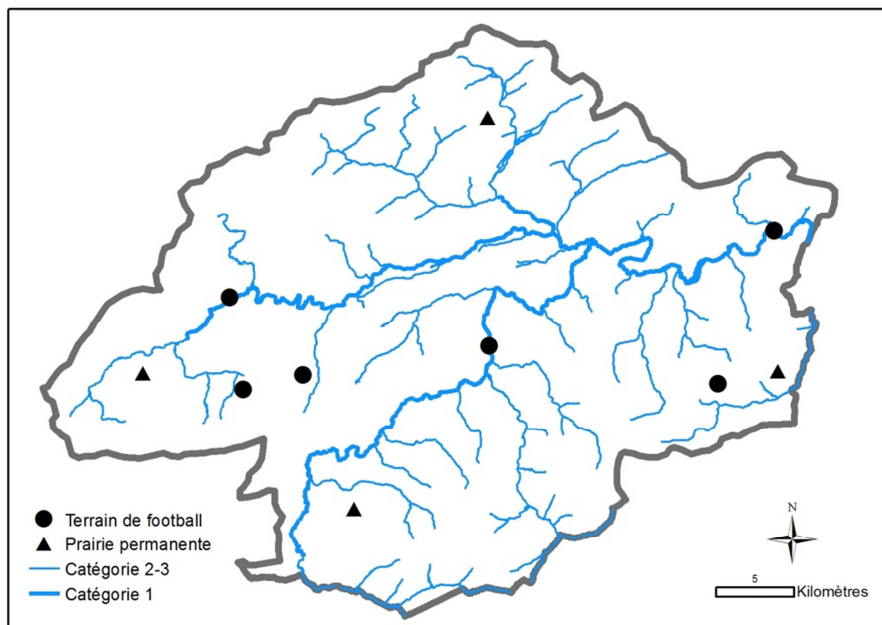 Terrain de football
Prairie permanente
Catégorie 2-3
Catégorie 1
N
5
Kilomètres